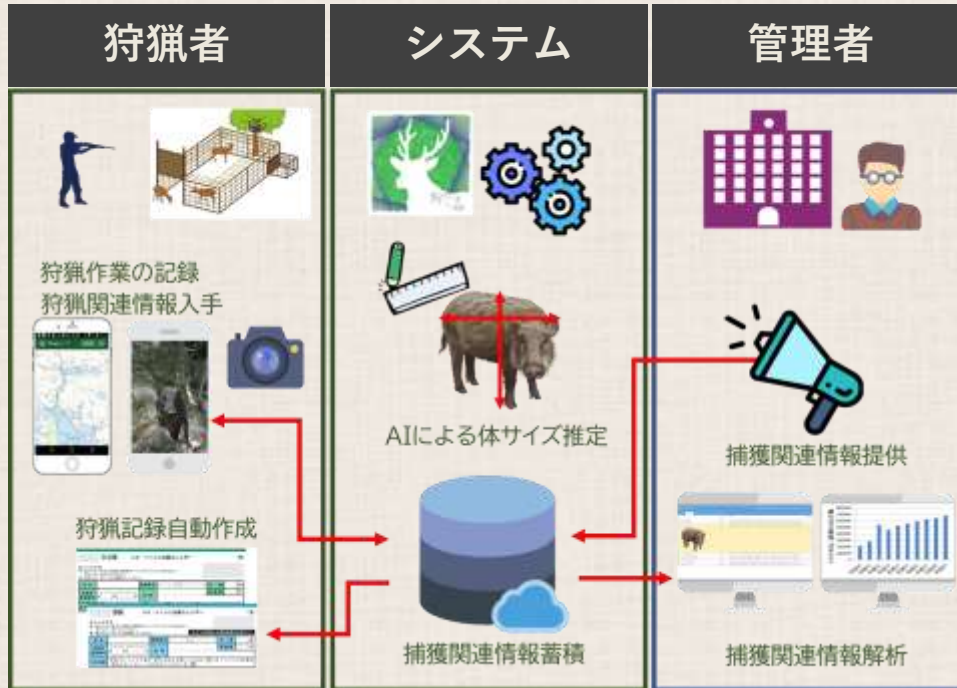 狩猟者
システム
管理者
狩猟作業の記録
狩猟関連情報入手
狩猟記録自動作成
AIによる体サイズ推定
捕獲関連情報蓄積
捕獲関連情報提供
捕獲関連情報解析